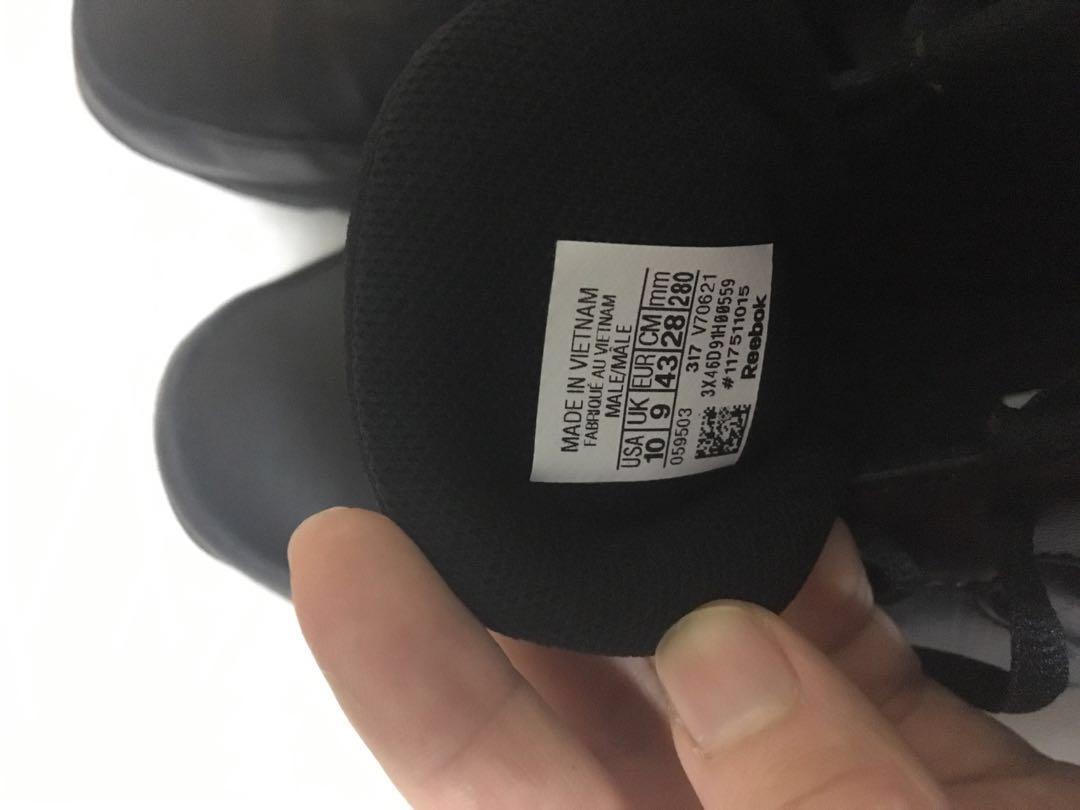 MADE IN VIETNAM
FABRIQUÉ AU VIETNAM
MALE/MÂLE
USA UK EUR CM mm
10 9 43 28 280
059503 317 V70621
3X46D91H00559
#117511015
Reebok